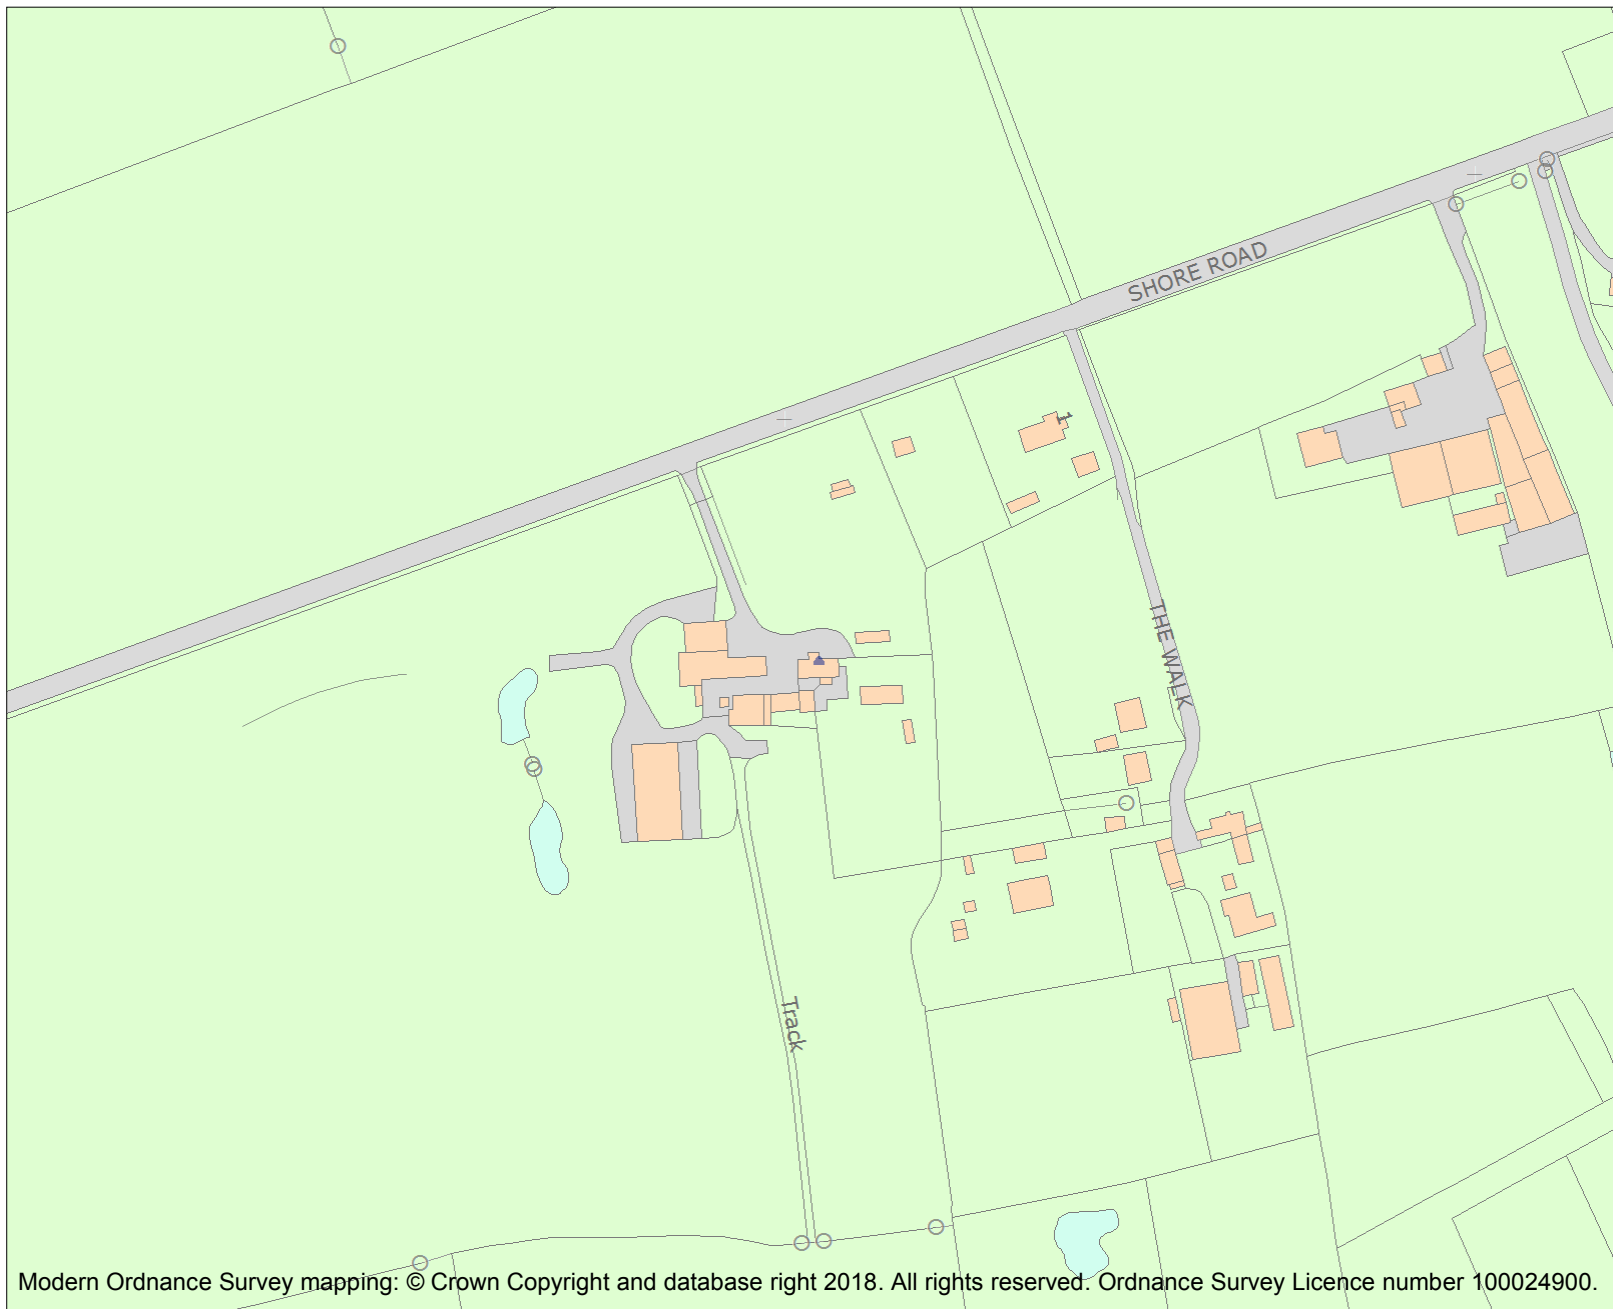 SHORE ROAD
1
THE WALK
Track
Modern Ordnance Survey mapping: © Crown Copyright and database right 2018. All rights reserved. Ordnance Survey Licence number 100024900.